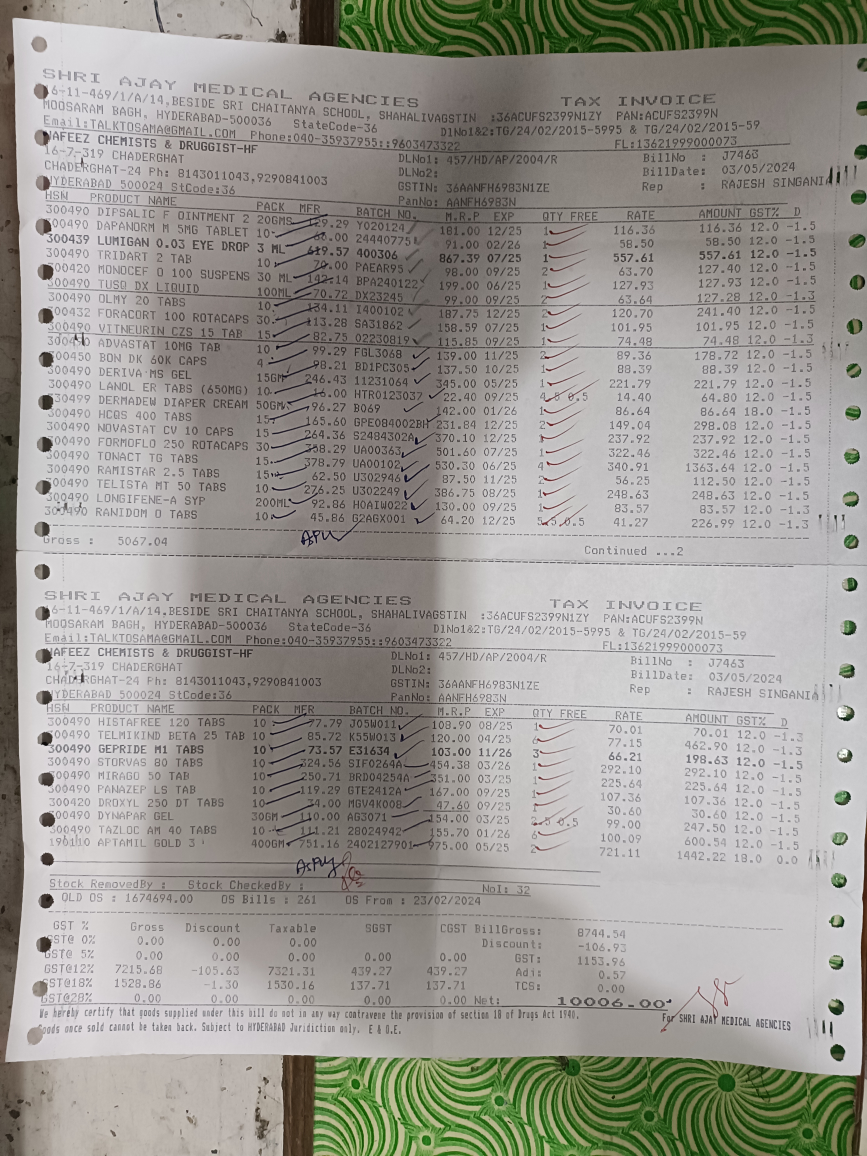 SHRI AJAY MEDICAL AGENCIES TAX INVOICE
16-11-469/1/A/14,BESIDE SRI CHAITANYA SCHOOL, SHAHALIVAGSTIN :36ACUFS2399N1ZY PAN:ACUFS2399N
MOOSARAM BAGH, HYDERABAD-500036 StateCode-36 DlNo1&2:TG/24/02/2015-5995 & TG/24/02/2015-59
Email:TALKTOSAMA@GMAIL.COM Phone:040-35937955::9603473322 FL:13621999000073
NAFEEZ CHEMISTS & DRUGGIST-HF DLNo1: 457/HD/AP/2004/R BillNo : J7463
16-7-319 CHADERGHAT DLNo2: BillDate: 03/05/2024
CHADERGHAT-24 Ph: 8143011043,9290841003 GSTIN: 36AANFH6983N1ZE Rep : RAJESH SINGANIA
HYDERABAD 500024 StCode:36 PanNo: AANFH6983N
HSN PRODUCT NAME PACK MFR BATCH NO. M.R.P EXP QTY FREE RATE AMOUNT GST% D
300490 DIPSALIC F OINTMENT 2 20GMS 129.29 Y020124 181.00 12/25 1 116.36 116.36 12.0 -1.5
300490 DAPANORM M 5MG TABLET 10 24440775 91.00 02/26 1 58.50 58.50 12.0 -1.5
300439 LUMIGAN 0.03 EYE DROP 3 ML 619.57 400306 867.39 07/25 1 557.61 557.61 12.0 -1.5
300490 TRIDART 2 TAB 10 70.00 PAEAR95 98.00 09/25 2 63.70 127.40 12.0 -1.5
300420 MONOCEF O 100 SUSPENS 30 ML 142.14 BPA240122 199.00 06/25 1 127.93 127.93 12.0 -1.5
300490 TUSQ DX LIQUID 100ML 70.72 DX23245 99.00 09/25 2 63.64 127.28 12.0 -1.3
300490 OLMY 20 TABS 10 134.11 I400102 187.75 12/25 2 120.70 241.40 12.0 -1.5
300432 FORACORT 100 ROTACAPS 30 113.28 SA31862 158.59 07/25 1 101.95 101.95 12.0 -1.5
300490 VITNEURIN CZS 15 TAB 15 82.75 02230819 115.85 09/25 1 74.48 74.48 12.0 -1.3
ADVASTAT 10MG TAB 10 99.29 FGL3068 139.00 11/25 2 89.36 178.72 12.0 -1.5
300450 BON DK 60K CAPS 4 98.21 BD1PC305 137.50 10/25 1 88.39 88.39 12.0 -1.5
300490 DERIVA-MS GEL 15GM 246.43 11231064 345.00 05/25 1 221.79 221.79 12.0 -1.5
300490 LANOL ER TABS (650MG) 10 16.00 HTR0123037 22.40 09/25 4.5 0.5 14.40 64.80 12.0 -1.5
DERMADEW DIAPER CREAM 50GM 96.27 B069 142.00 01/26 1 86.64 86.64 18.0 -1.5
300490 HCQS 400 TABS 15 165.60 GPE084002BH 231.84 12/25 2 149.04 298.08 12.0 -1.5
300490 NOVASTAT CV 10 CAPS 15 264.36 S2484302A 370.10 12/25 1 237.92 237.92 12.0 -1.5
300490 FORMOFLO 250 ROTACAPS 30 358.29 UA00363 501.60 07/25 1 322.46 322.46 12.0 -1.5
300490 TONACT TG TABS 15 378.79 UA00102 530.30 06/25 4 340.91 1363.64 12.0 -1.5
300490 RAMISTAR 2.5 TABS 15 62.50 U302946 87.50 11/25 2 56.25 112.50 12.0 -1.5
300490 TELISTA MT 50 TABS 10 276.25 U302249 386.75 08/25 1 248.63 248.63 12.0 -1.5
300490 LONGIFENE-A SYP 200ML 92.86 HOAIW022 130.00 09/25 1 83.57 83.57 12.0 -1.5
300490 RANIDOM O TABS 10 45.86 G2AGX001 64.20 12/25 5.5 0.5 41.27 226.99 12.0 -1.3
Gross : 5067.04
Continued ...2
SHRI AJAY MEDICAL AGENCIES TAX INVOICE
16-11-469/1/A/14,BESIDE SRI CHAITANYA SCHOOL, SHAHALIVAGSTIN :36ACUFS2399N1ZY PAN:ACUFS2399N
MOOSARAM BAGH, HYDERABAD-500036 StateCode-36 DlNo1&2:TG/24/02/2015-5995 & TG/24/02/2015-59
Email:TALKTOSAMA@GMAIL.COM Phone:040-35937955::9603473322 FL:13621999000073
NAFEEZ CHEMISTS & DRUGGIST-HF DLNo1: 457/HD/AP/2004/R BillNo : J7463
16-7-319 CHADERGHAT DLNo2: BillDate: 03/05/2024
CHADERGHAT-24 Ph: 8143011043,9290841003 GSTIN: 36AANFH6983N1ZE Rep : RAJESH SINGANIA
HYDERABAD 500024 StCode:36 PanNo: AANFH6983N
HSN PRODUCT NAME PACK MFR BATCH NO. M.R.P EXP QTY FREE RATE AMOUNT GST% D
300490 HISTAFREE 120 TABS 10 77.79 J05W011 108.90 08/25 1 70.01 70.01 12.0 -1.3
300490 TELMIKIND BETA 25 TAB 10 85.72 K55W013 120.00 04/25 6 77.15 462.90 12.0 -1.5
300490 GEPRIDE M1 TABS 10 73.57 E31634 103.00 11/26 3 66.21 198.63 12.0 -1.5
300490 STORVAS 80 TABS 10 324.56 SIF0264A 454.38 03/26 1 292.10 292.10 12.0 -1.5
300490 MIRAGO 50 TAB 10 250.71 BRD04254A 351.00 03/25 1 225.64 225.64 12.0 -1.5
300490 PANAZEP LS TAB 10 119.29 GTE2412A 167.00 09/25 1 107.36 107.36 12.0 -1.5
300420 DROXYL 250 DT TABS 10 34.00 MGV4K008 47.60 09/25 1 30.60 30.60 12.0 -1.5
300490 DYNAPAR GEL 30GM 110.00 AG3071 154.00 03/25 2.5 0.5 99.00 247.50 12.0 -1.5
300490 TAZLOC AM 40 TABS 10 111.21 28024942 155.70 01/26 6 100.09 600.54 12.0 -1.5
190110 APTAMIL GOLD 3 400GM 751.16 2402127901 975.00 05/25 2 721.11 1442.22 18.0 0.0
Stock RemovedBy : Stock CheckedBy : NoI: 32
OLD OS : 1674694.00 OS Bills : 261 OS From : 23/02/2024
GST % Gross Discount Taxable SGST CGST BillGross: 8744.54
GST@ 0% 0.00 0.00 0.00 Discount: -106.93
GST@ 5% 0.00 0.00 0.00 0.00 0.00 GST: 1153.96
GST@12% 7215.68 -105.63 7321.31 439.27 439.27 Adj: 0.57
GST@18% 1528.86 -1.30 1530.16 137.71 137.71 TCS: 0.00
GST@28% 0.00 0.00 0.00 0.00 0.00 Net: 10006.00
We hereby certify that goods supplied under this bill do not in any way contravene the provision of section 18 of Drugs Act 1940.
Goods once sold cannot be taken back. Subject to HYDERABAD Juridiction only. E & O.E. For SHRI AJAY MEDICAL AGENCIES